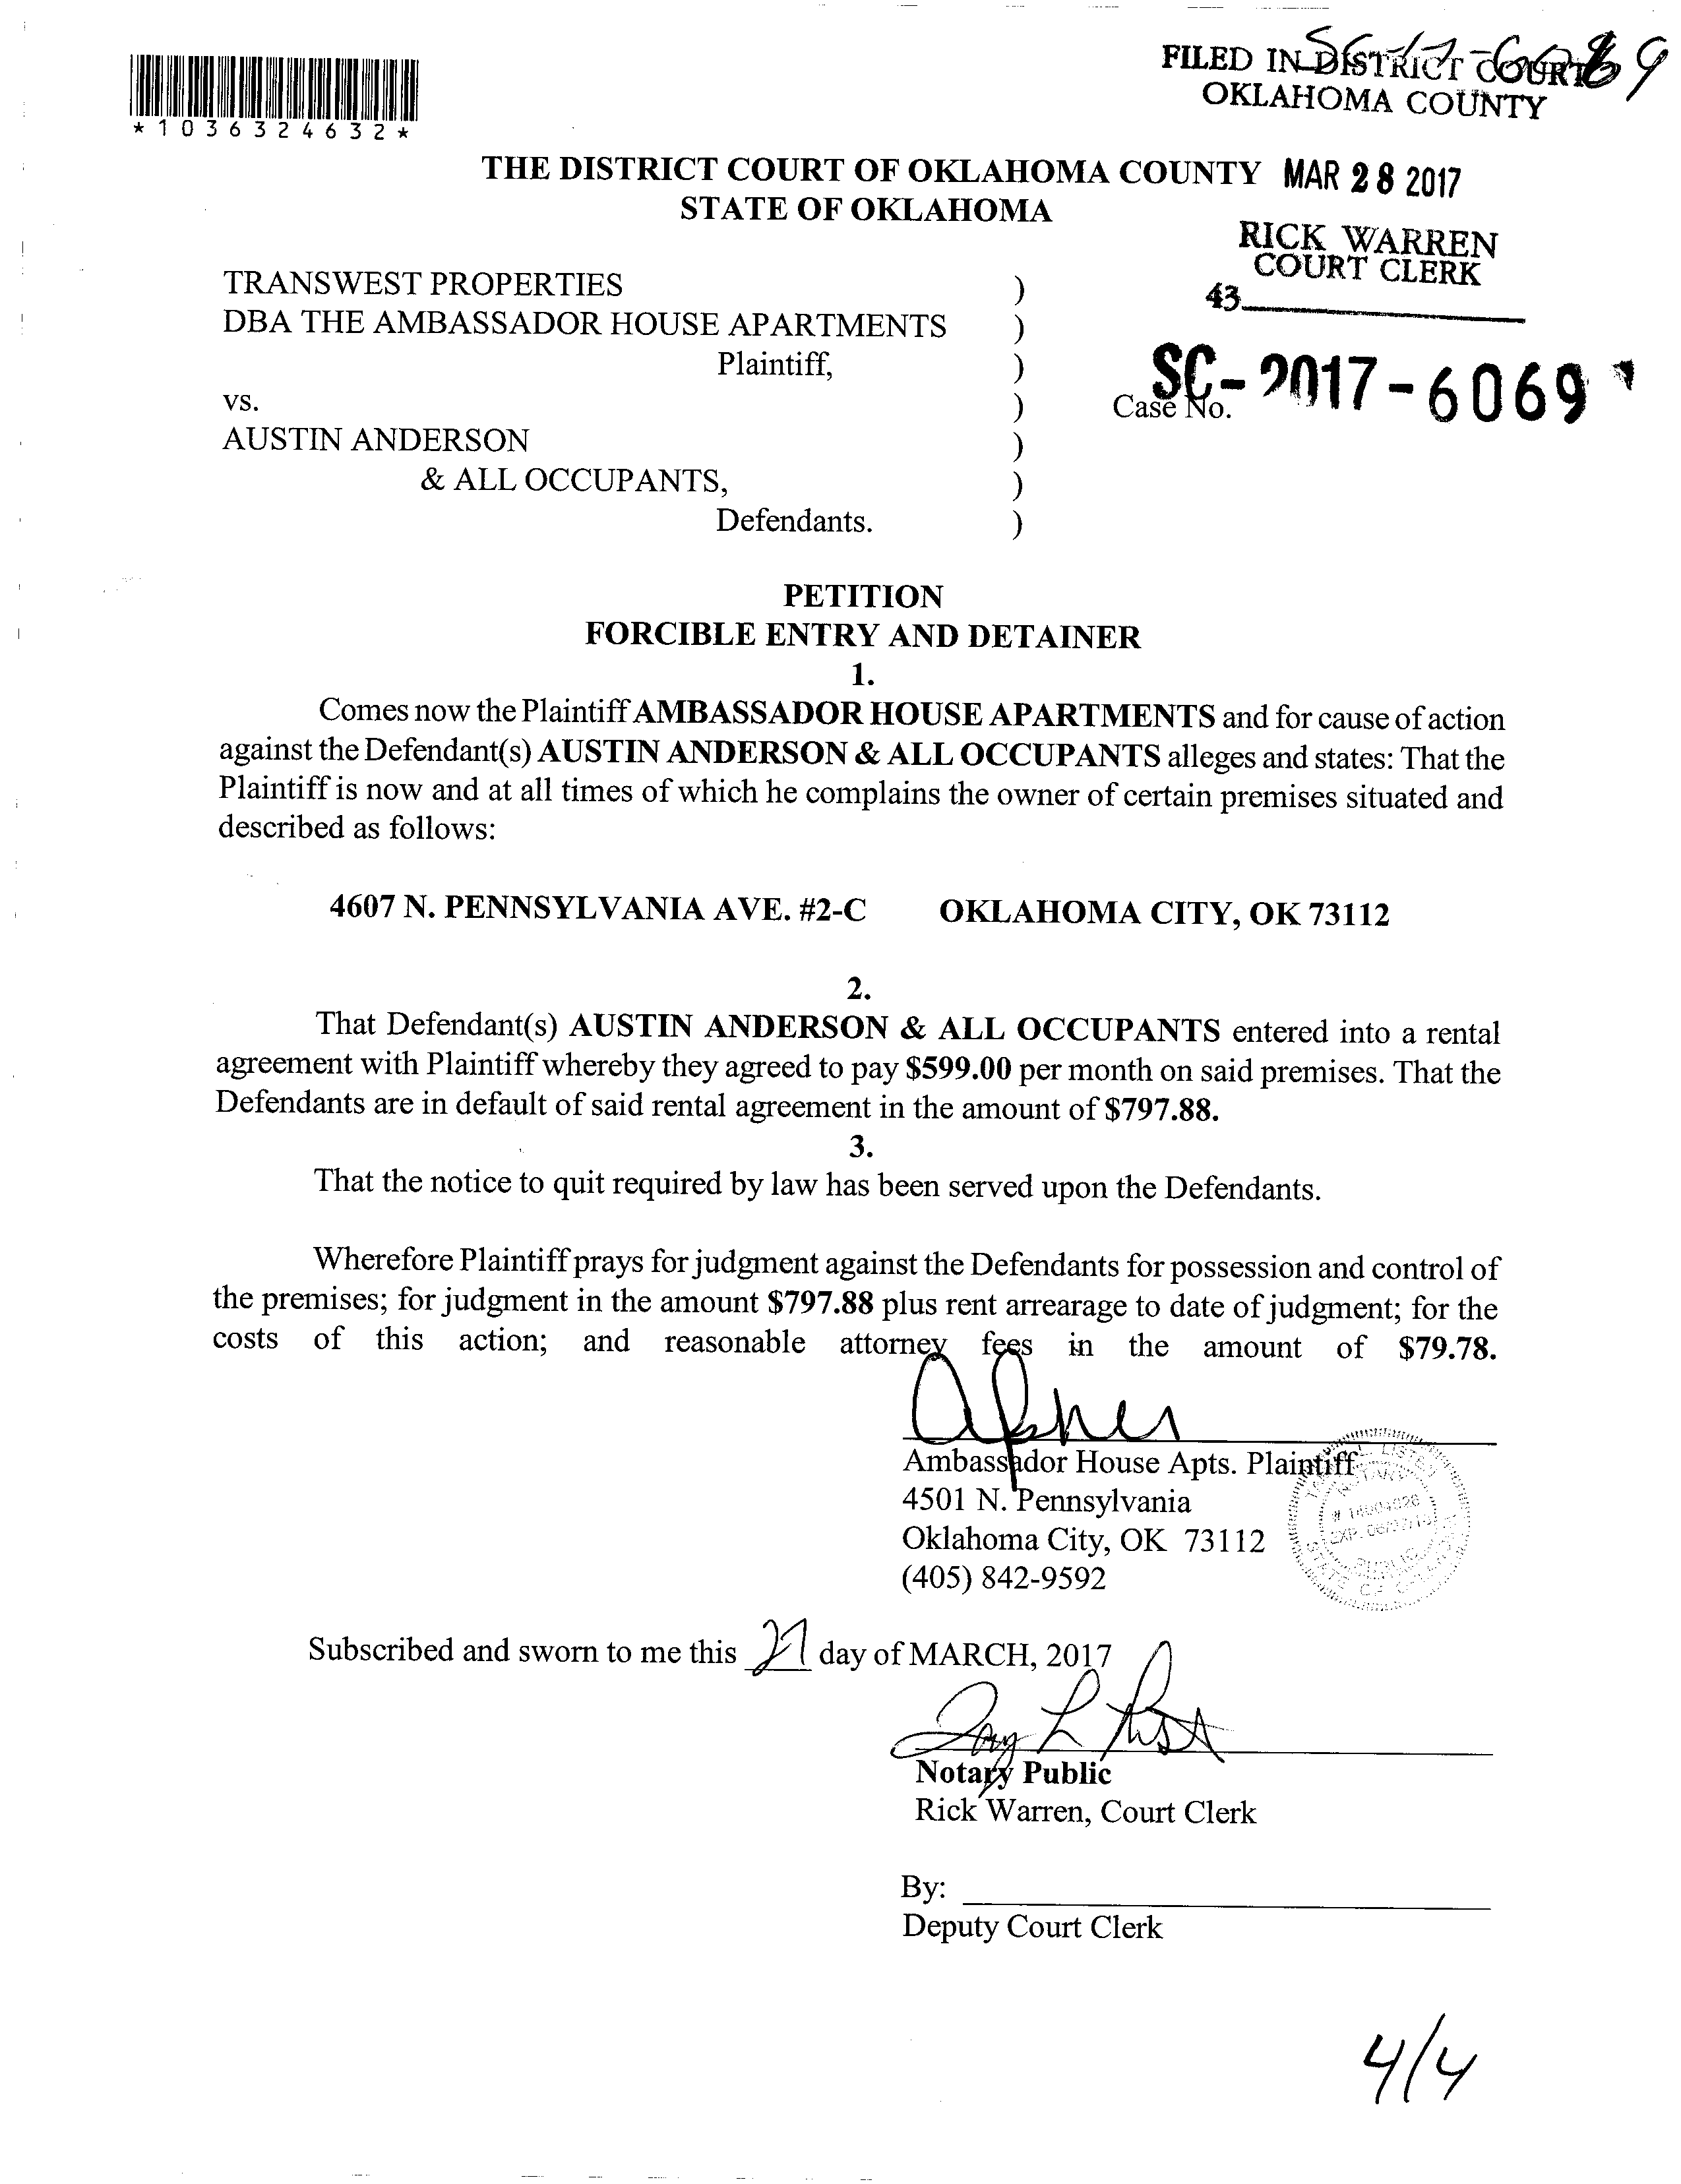 FILED IN DISTRICT COURT
OKLAHOMA COUNTY
*1036324632*
THE DISTRICT COURT OF OKLAHOMA COUNTY MAR 28 2017
STATE OF OKLAHOMA
RICK WARREN
COURT CLERK
43
TRANSWEST PROPERTIES )
DBA THE AMBASSADOR HOUSE APARTMENTS )
Plaintiff, )
vs. ) Case No. SC-2017-6069
AUSTIN ANDERSON )
& ALL OCCUPANTS, )
Defendants. )
PETITION
FORCIBLE ENTRY AND DETAINER
1.
Comes now the Plaintiff AMBASSADOR HOUSE APARTMENTS and for cause of action
against the Defendant(s) AUSTIN ANDERSON & ALL OCCUPANTS alleges and states: That the
Plaintiff is now and at all times of which he complains the owner of certain premises situated and
described as follows:
4607 N. PENNSYLVANIA AVE. #2-C OKLAHOMA CITY, OK 73112
2.
That Defendant(s) AUSTIN ANDERSON & ALL OCCUPANTS entered into a rental
agreement with Plaintiff whereby they agreed to pay $599.00 per month on said premises. That the
Defendants are in default of said rental agreement in the amount of $797.88.
3.
That the notice to quit required by law has been served upon the Defendants.
Wherefore Plaintiff prays for judgment against the Defendants for possession and control of
the premises; for judgment in the amount $797.88 plus rent arrearage to date of judgment; for the
costs of this action; and reasonable attorney fees in the amount of $79.78.
Ambassador House Apts. Plaintiff
4501 N. Pennsylvania
Oklahoma City, OK 73112
(405) 842-9592
Subscribed and sworn to me this 27 day of MARCH, 2017
Notary Public
Rick Warren, Court Clerk
By:
Deputy Court Clerk
4/4